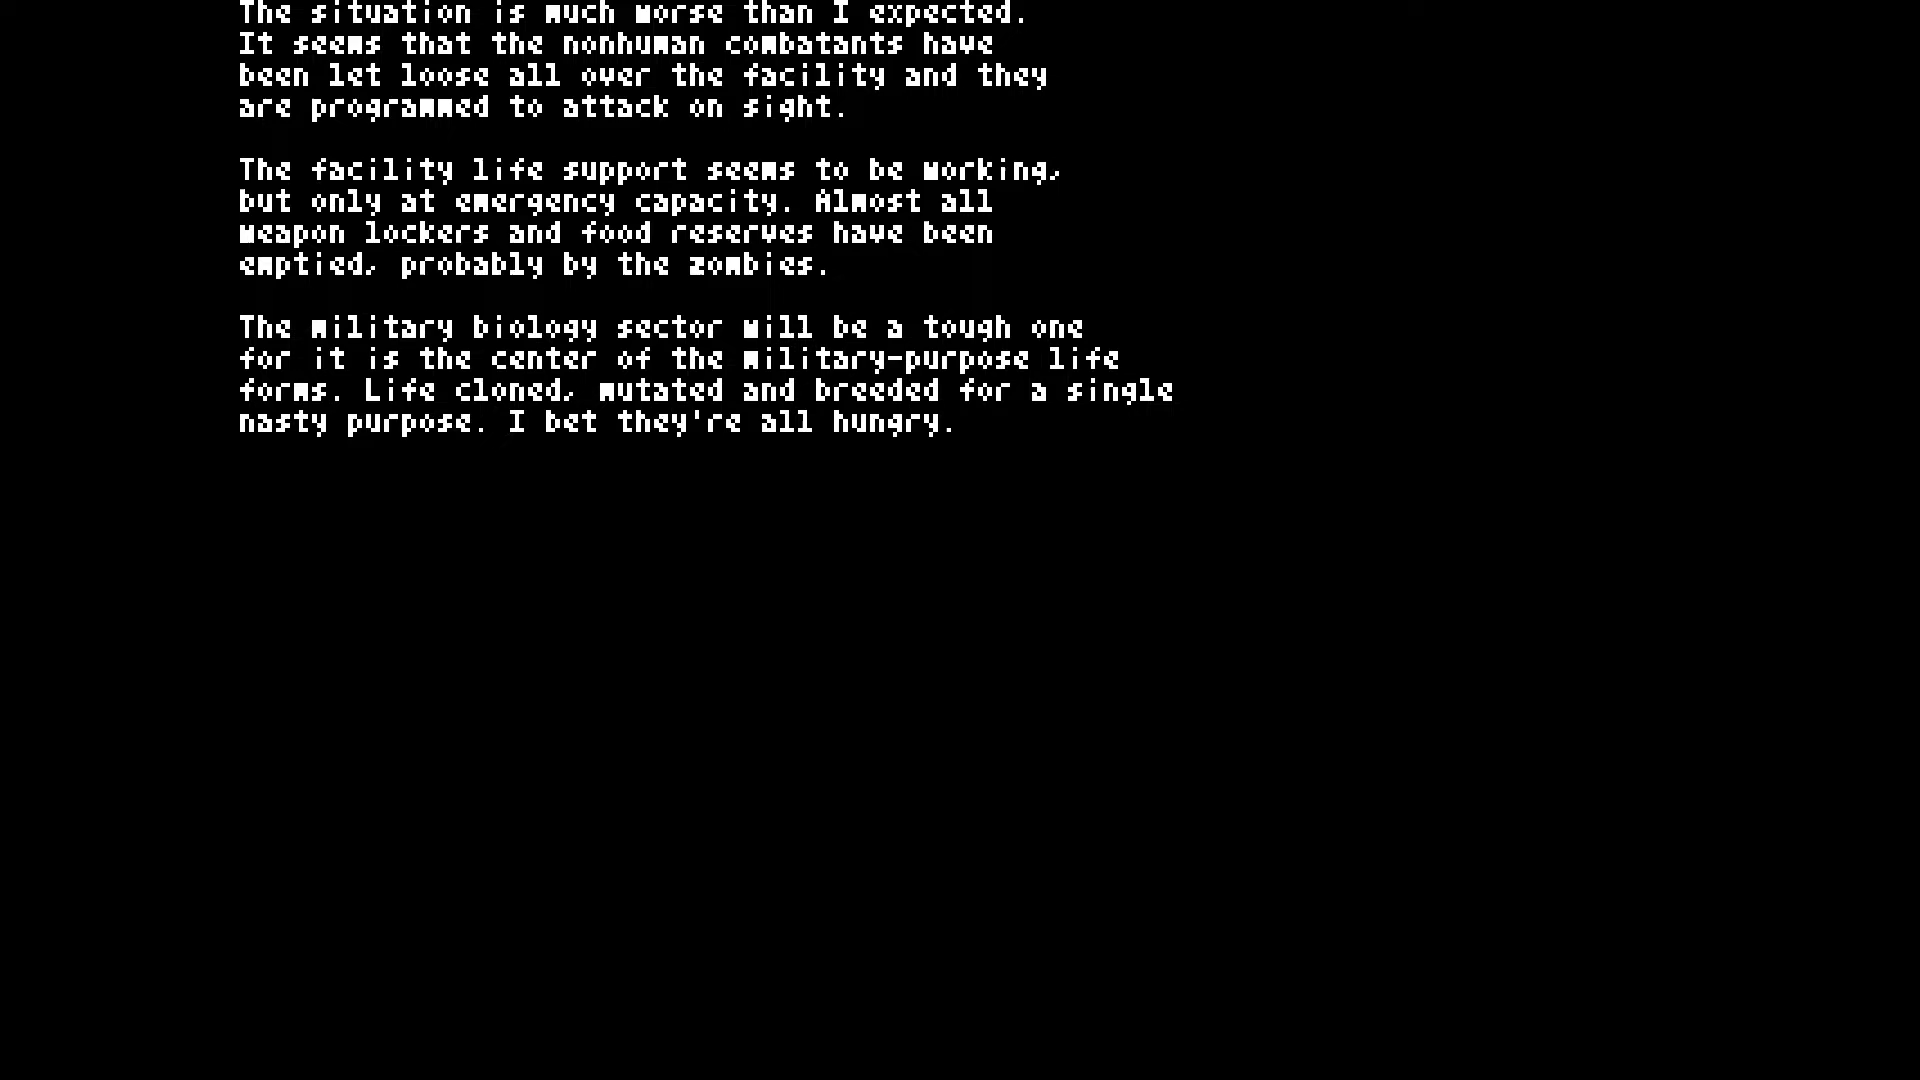 The situation is much worse than I expected.
It seems that the nonhuman combatants have
been let loose all over the facility and they
are programmed to attack on sight.
The facility life support seems to be working,
but only at emergency capacity. Almost all
weapon lockers and food reserves have been
emptied, probably by the zombies.
The military biology sector will be a tough one
for it is the center of the military-purpose life
forms. Life cloned, mutated and breeded for a single
nasty purpose. I bet they're all hungry.